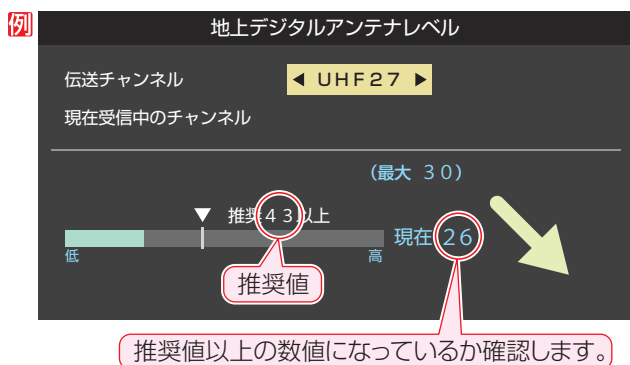 例
地上デジタルアンテナレベル
伝送チャンネル
◀ UHF27 ▶
現在受信中のチャンネル
(最大 30)
▼ 推奨43以上
現在 26
低
高
推奨値
推奨値以上の数値になっているか確認します。